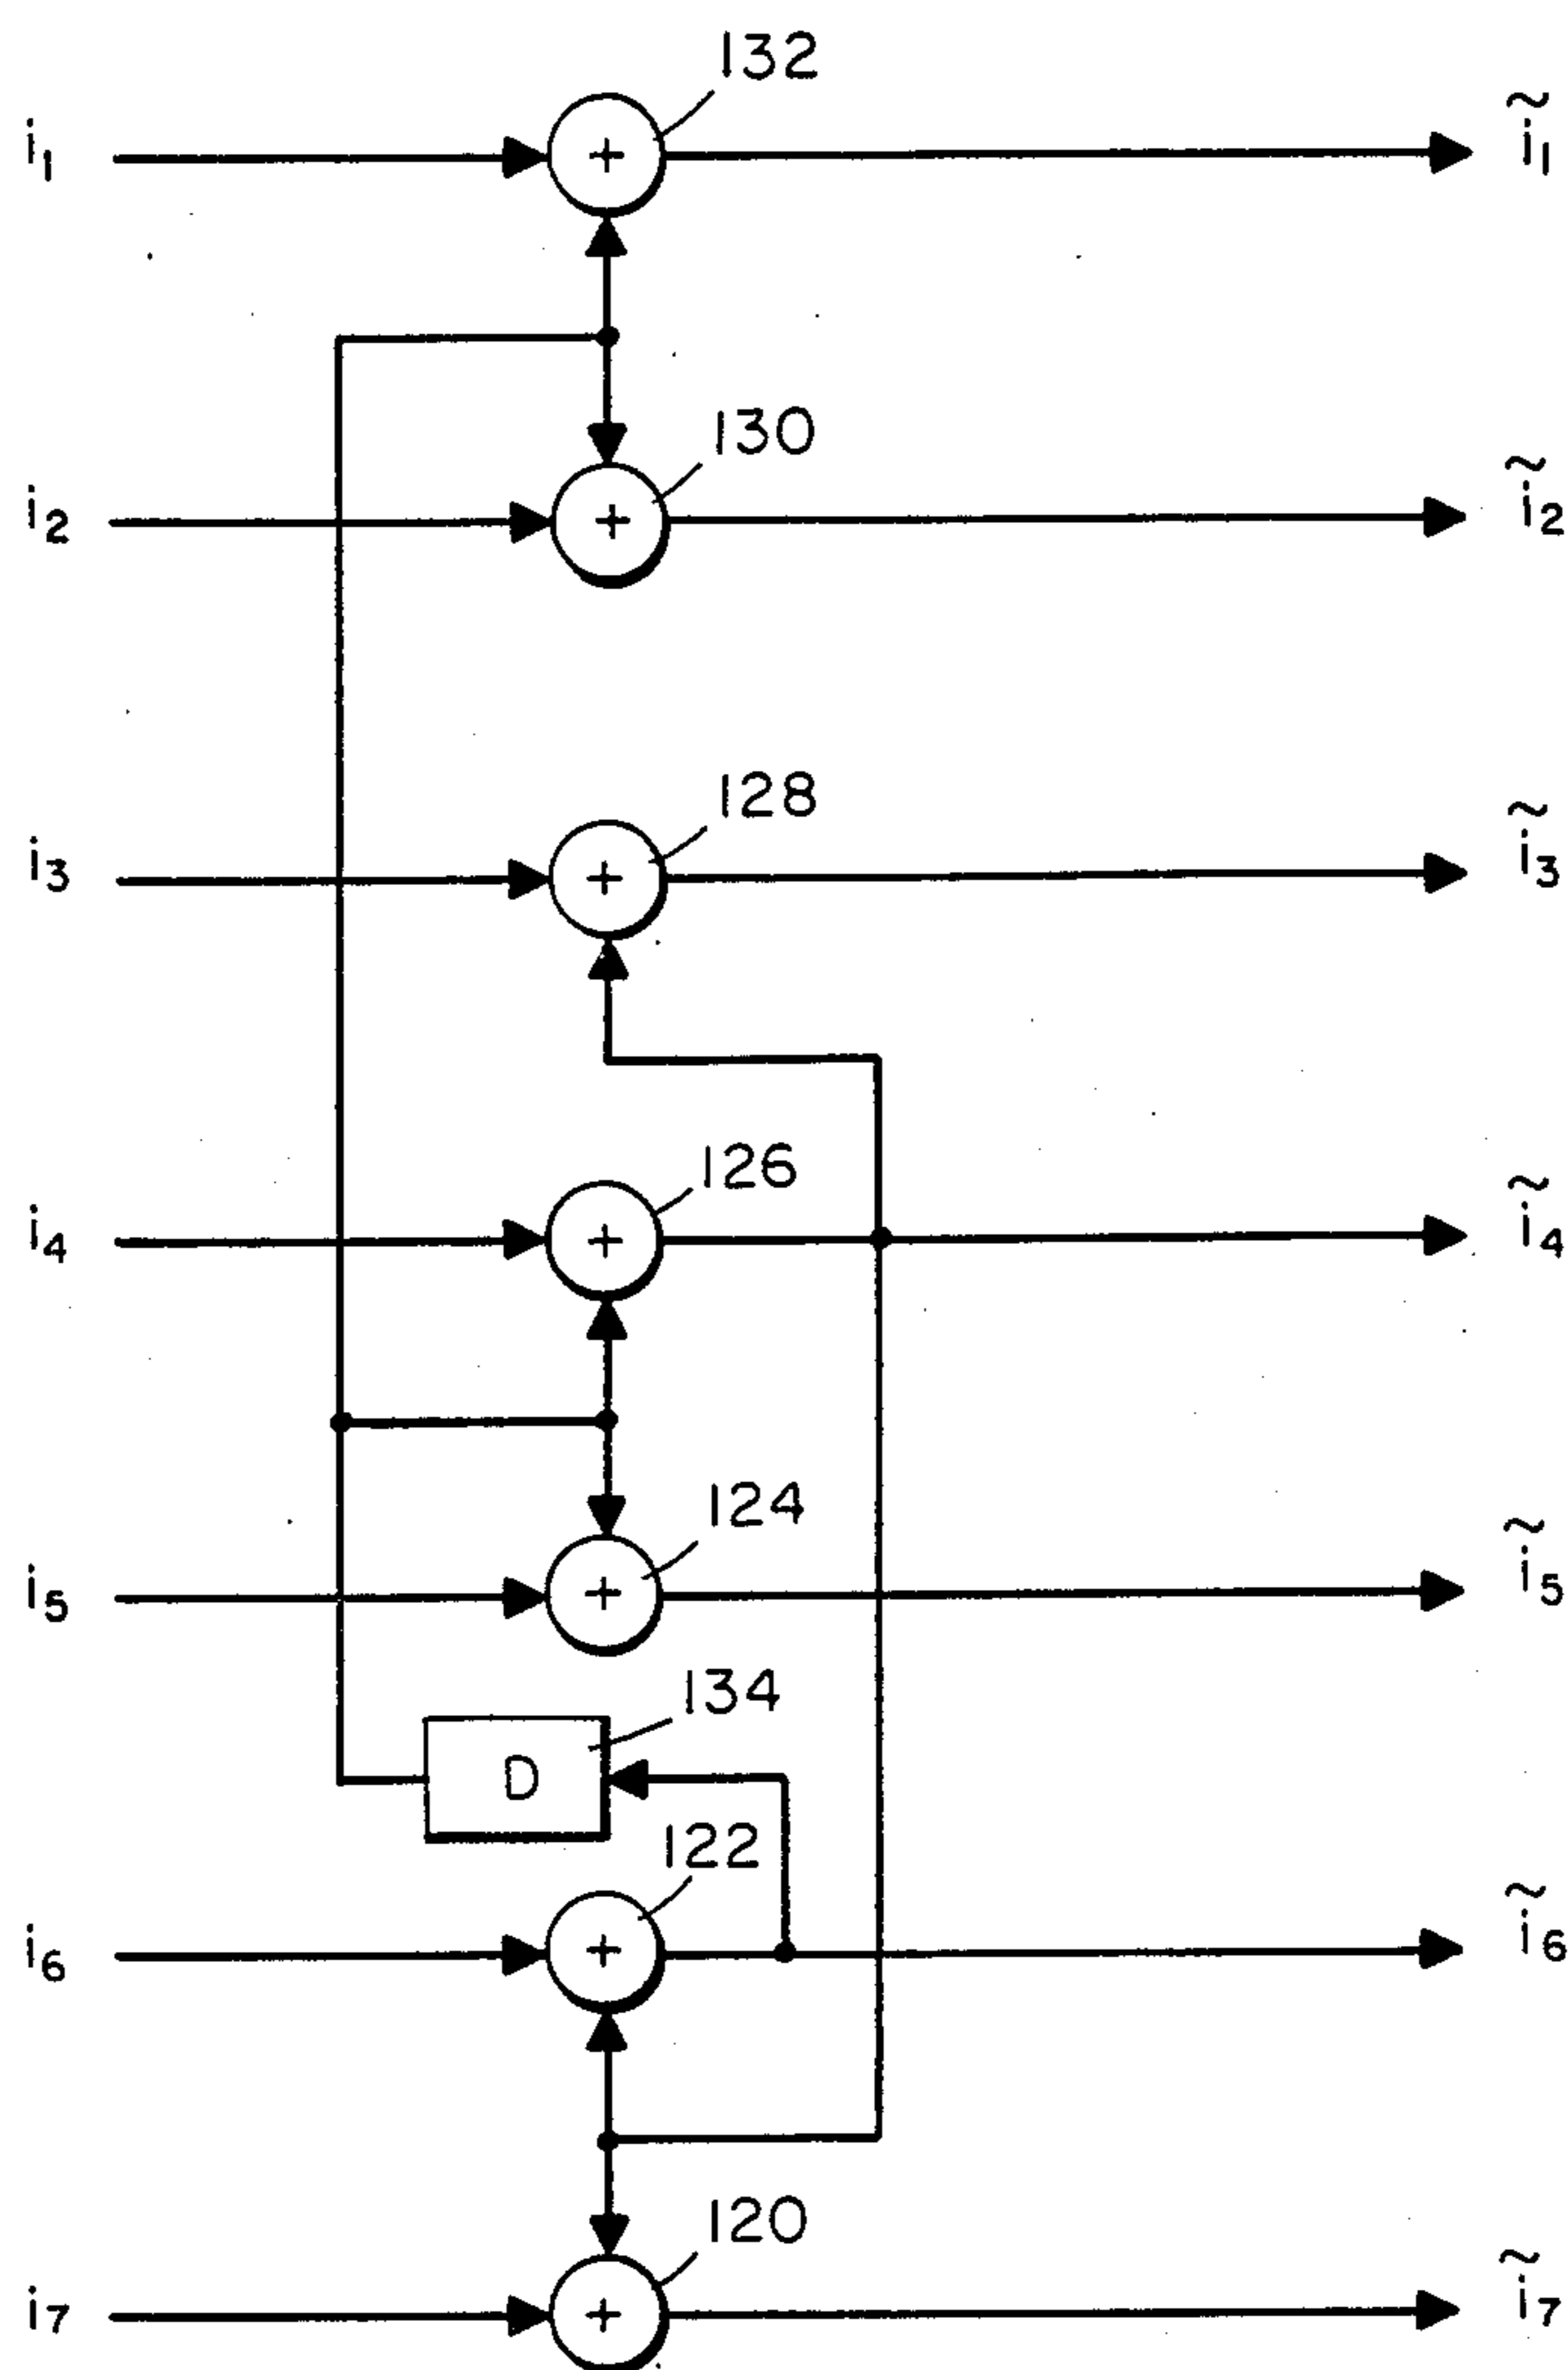 132
i₁ + ĩ₁
130
i₂ + ĩ₂
128
i₃ + ĩ₃
126
i₄ + ĩ₄
124
i₅ + ĩ₅
134
D
122
i₆ + ĩ₆
120
i₇ + ĩ₇